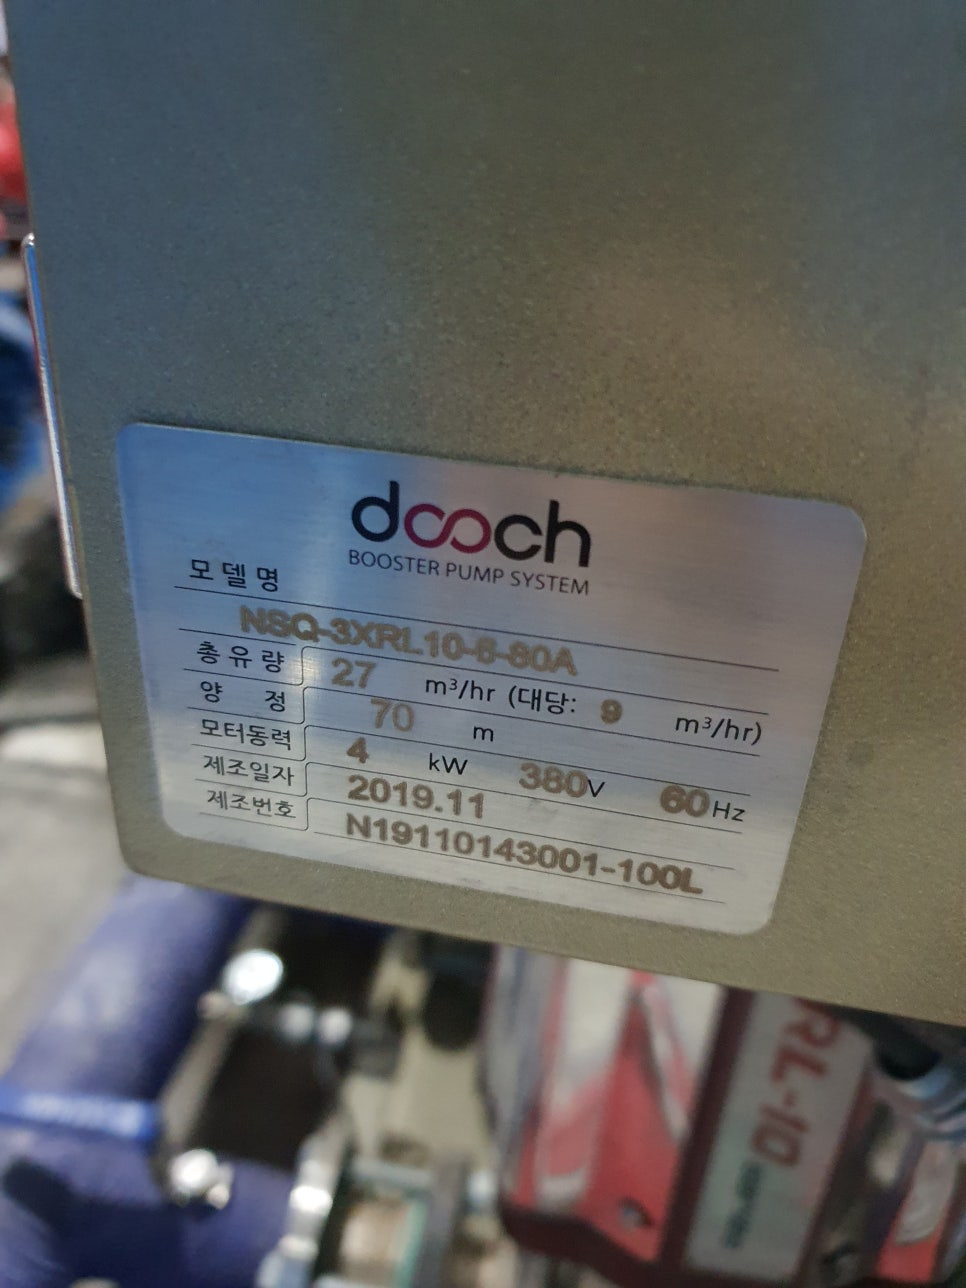 dooch
BOOSTER PUMP SYSTEM
모델명
NSQ-3XRL10-6-80A
총유량 27 m³/hr (대당: 9 m³/hr)
양 정 70 m
모터동력 4 kW 380V 60Hz
제조일자 2019.11
제조번호 N19110143001-100L
RL-10